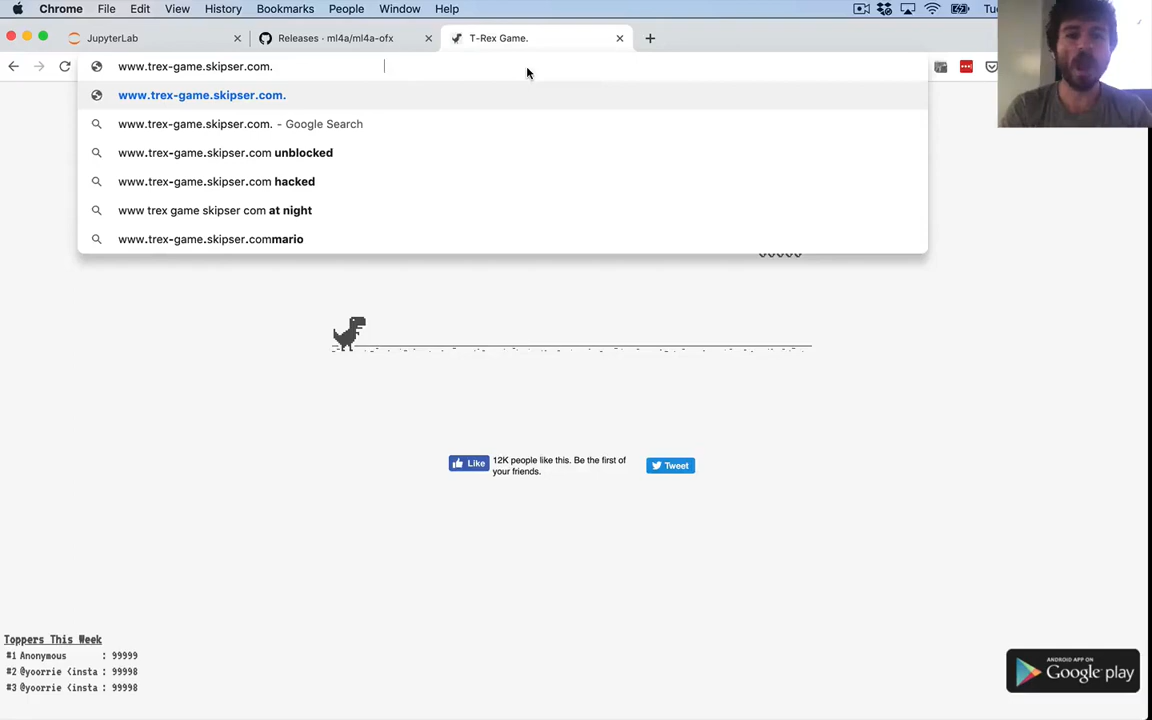 Chrome File Edit View History Bookmarks People Window Help Tue
JupyterLab
Releases · ml4a/ml4a-ofx
T-Rex Game.
www.trex-game.skipser.com.
www.trex-game.skipser.com.
www.trex-game.skipser.com. - Google Search
www.trex-game.skipser.com unblocked
www.trex-game.skipser.com hacked
www trex game skipser com at night
www.trex-game.skipser.commario
Like
12K people like this. Be the first of
your friends.
Tweet
Toppers This Week
#1 Anonymous : 99999
#2 @yoorrie <insta : 99998
#3 @yoorrie <insta : 99998
ANDROID APP ON
Google play